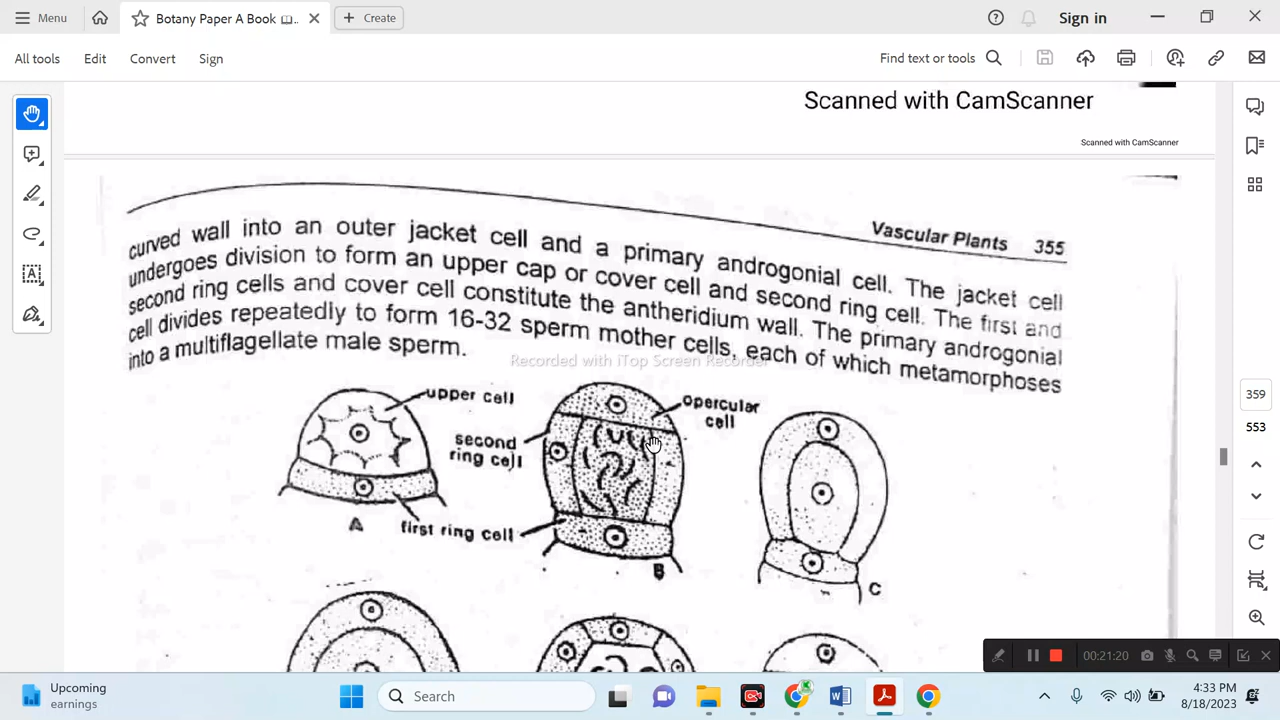 Menu
Botany Paper A Book
Create
Sign in
All tools
Edit
Convert
Sign
Find text or tools
Scanned with CamScanner
Scanned with CamScanner
Vascular Plants 355
curved wall into an outer jacket cell and a primary androgonial cell. The jacket cell
undergoes division to form an upper cap or cover cell and second ring cell. The first and
second ring cells and cover cell constitute the antheridium wall. The primary androgonial
cell divides repeatedly to form 16-32 sperm mother cells, each of which metamorphoses
into a multiflagellate male sperm.
Recorded with iTop Screen Recorder
upper cell
opercular
cell
second
ring cell
first ring cell
A
B
C
359
553
00:21:20
Upcoming
earnings
Search
4:33 PM
8/18/2023